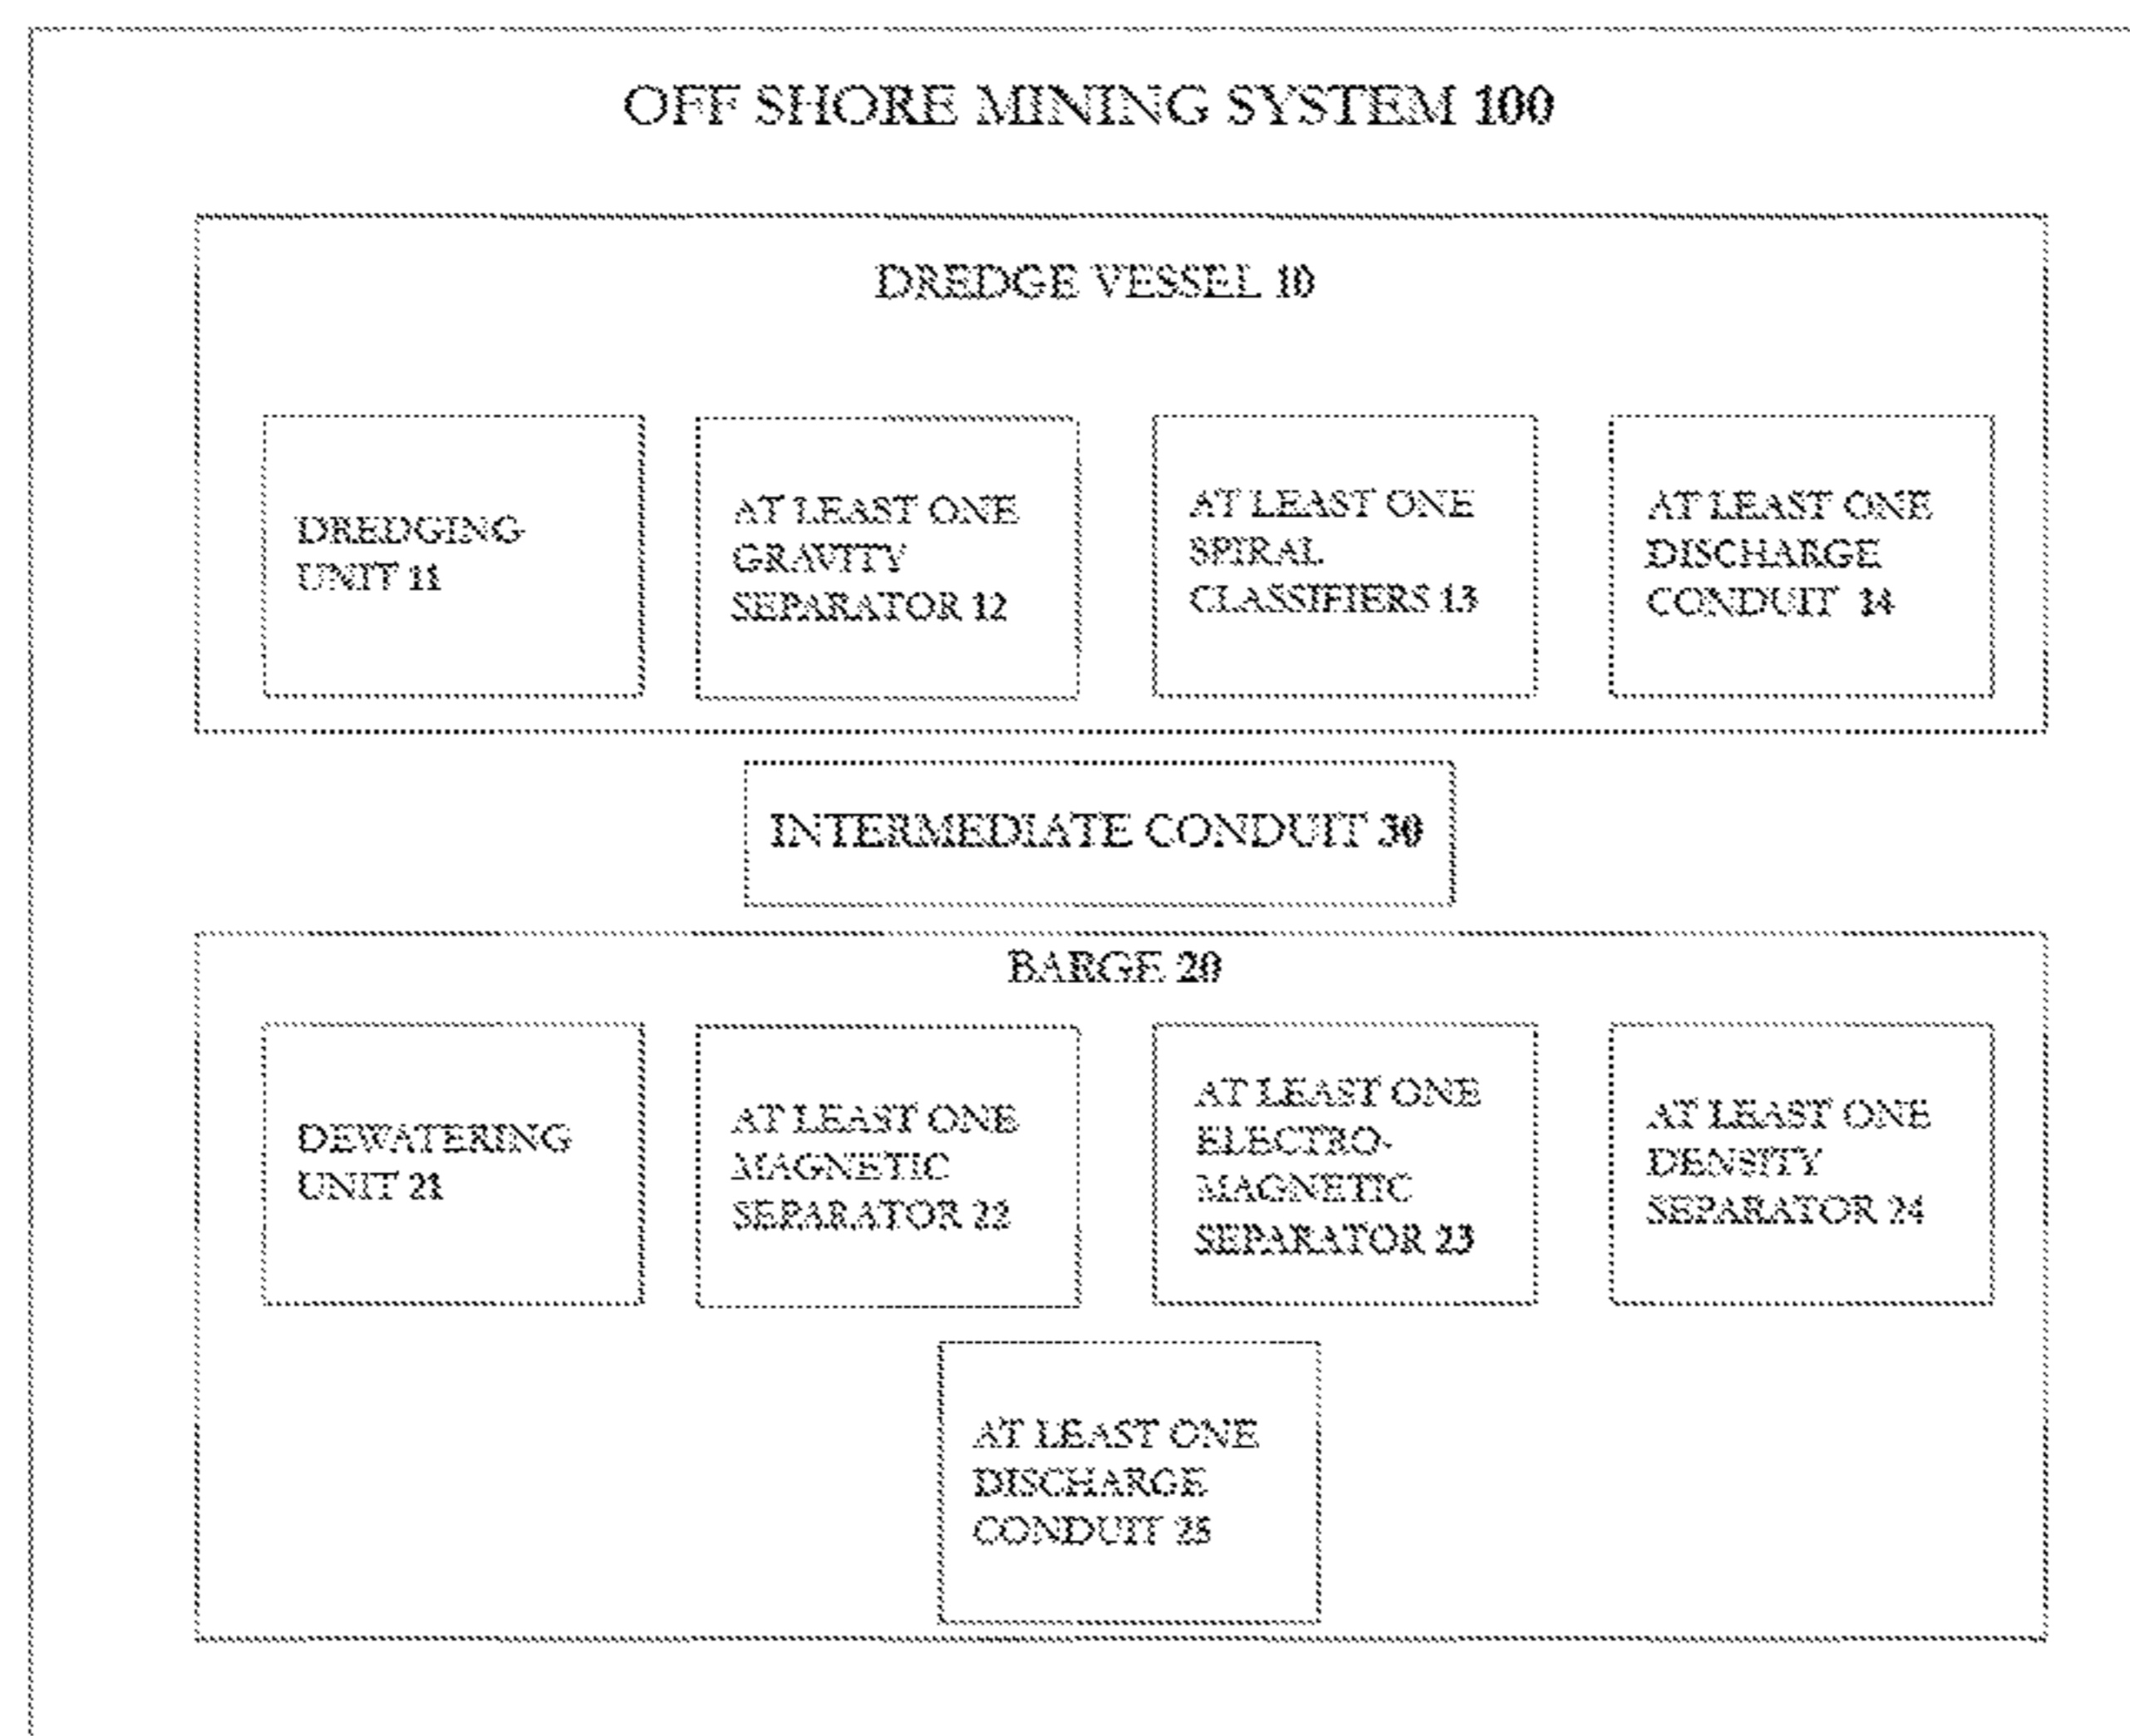 OFF SHORE MINING SYSTEM 100
DREDGE VESSEL 10
DREDGING
UNIT 11
AT LEAST ONE
GRAVITY
SEPARATOR 12
AT LEAST ONE
SPIRAL
CLASSIFIERS 13
AT LEAST ONE
DISCHARGE
CONDUIT 14
INTERMEDIATE CONDUIT 30
BARGE 20
DEWATERING
UNIT 21
AT LEAST ONE
MAGNETIC
SEPARATOR 22
AT LEAST ONE
ELECTRO-
MAGNETIC
SEPARATOR 23
AT LEAST ONE
DENSITY
SEPARATOR 24
AT LEAST ONE
DISCHARGE
CONDUIT 25